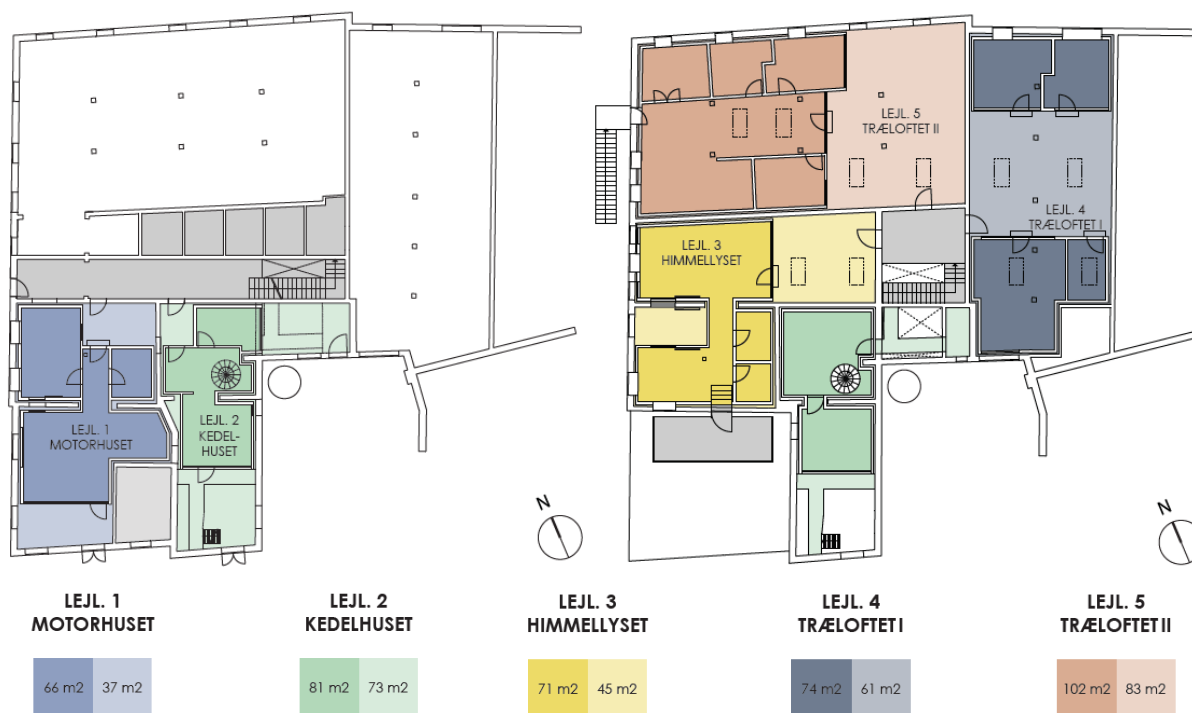 LEJL. 1
MOTORHUSET
LEJL. 2
KEDEL-
HUSET
N
LEJL. 3
HIMMELLYSET
LEJL. 5
TRÆLOFTET II
LEJL. 4
TRÆLOFTET I
N
LEJL. 1
MOTORHUSET
LEJL. 2
KEDELHUSET
LEJL. 3
HIMMELLYSET
LEJL. 4
TRÆLOFTET I
LEJL. 5
TRÆLOFTET II
66 m2 37 m2
81 m2 73 m2
71 m2 45 m2
74 m2 61 m2
102 m2 83 m2